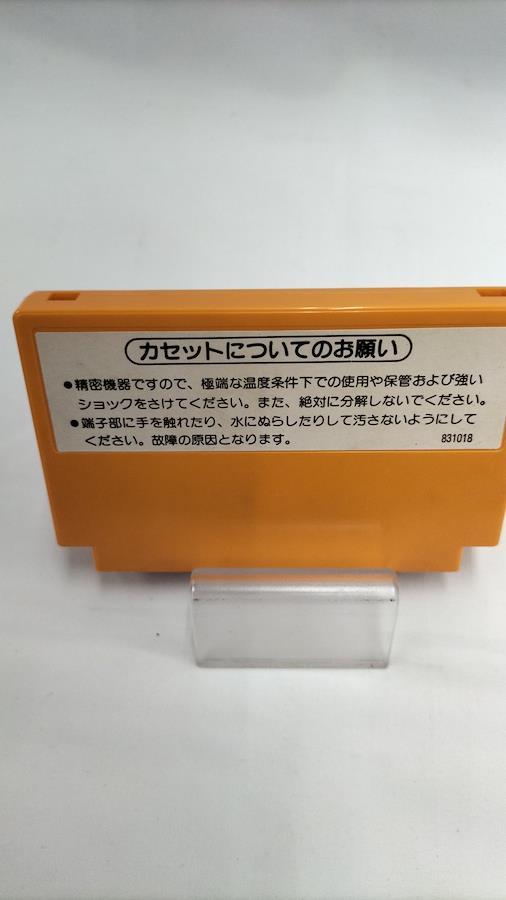 カセットについてのお願い
●精密機器ですので、極端な温度条件下での使用や保管および強い
ショックをさけてください。また、絶対に分解しないでください。
●端子部に手を触れたり、水にぬらしたりして汚さないようにして
ください。故障の原因となります。 831018